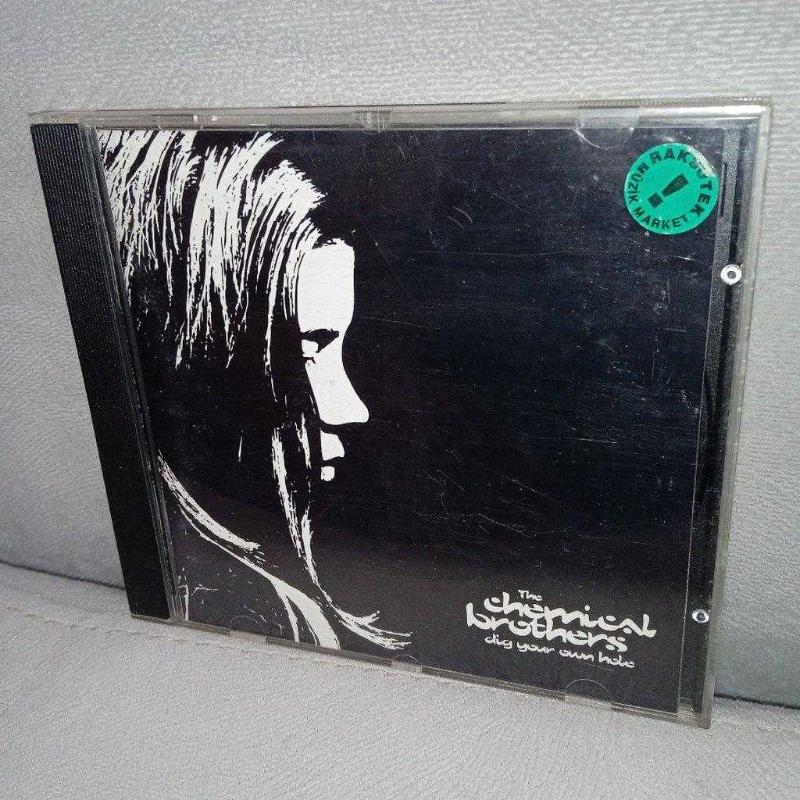 RAKSOTEK
!
MÜZİK MARKET
The
chemical
brothers
dig your own hole